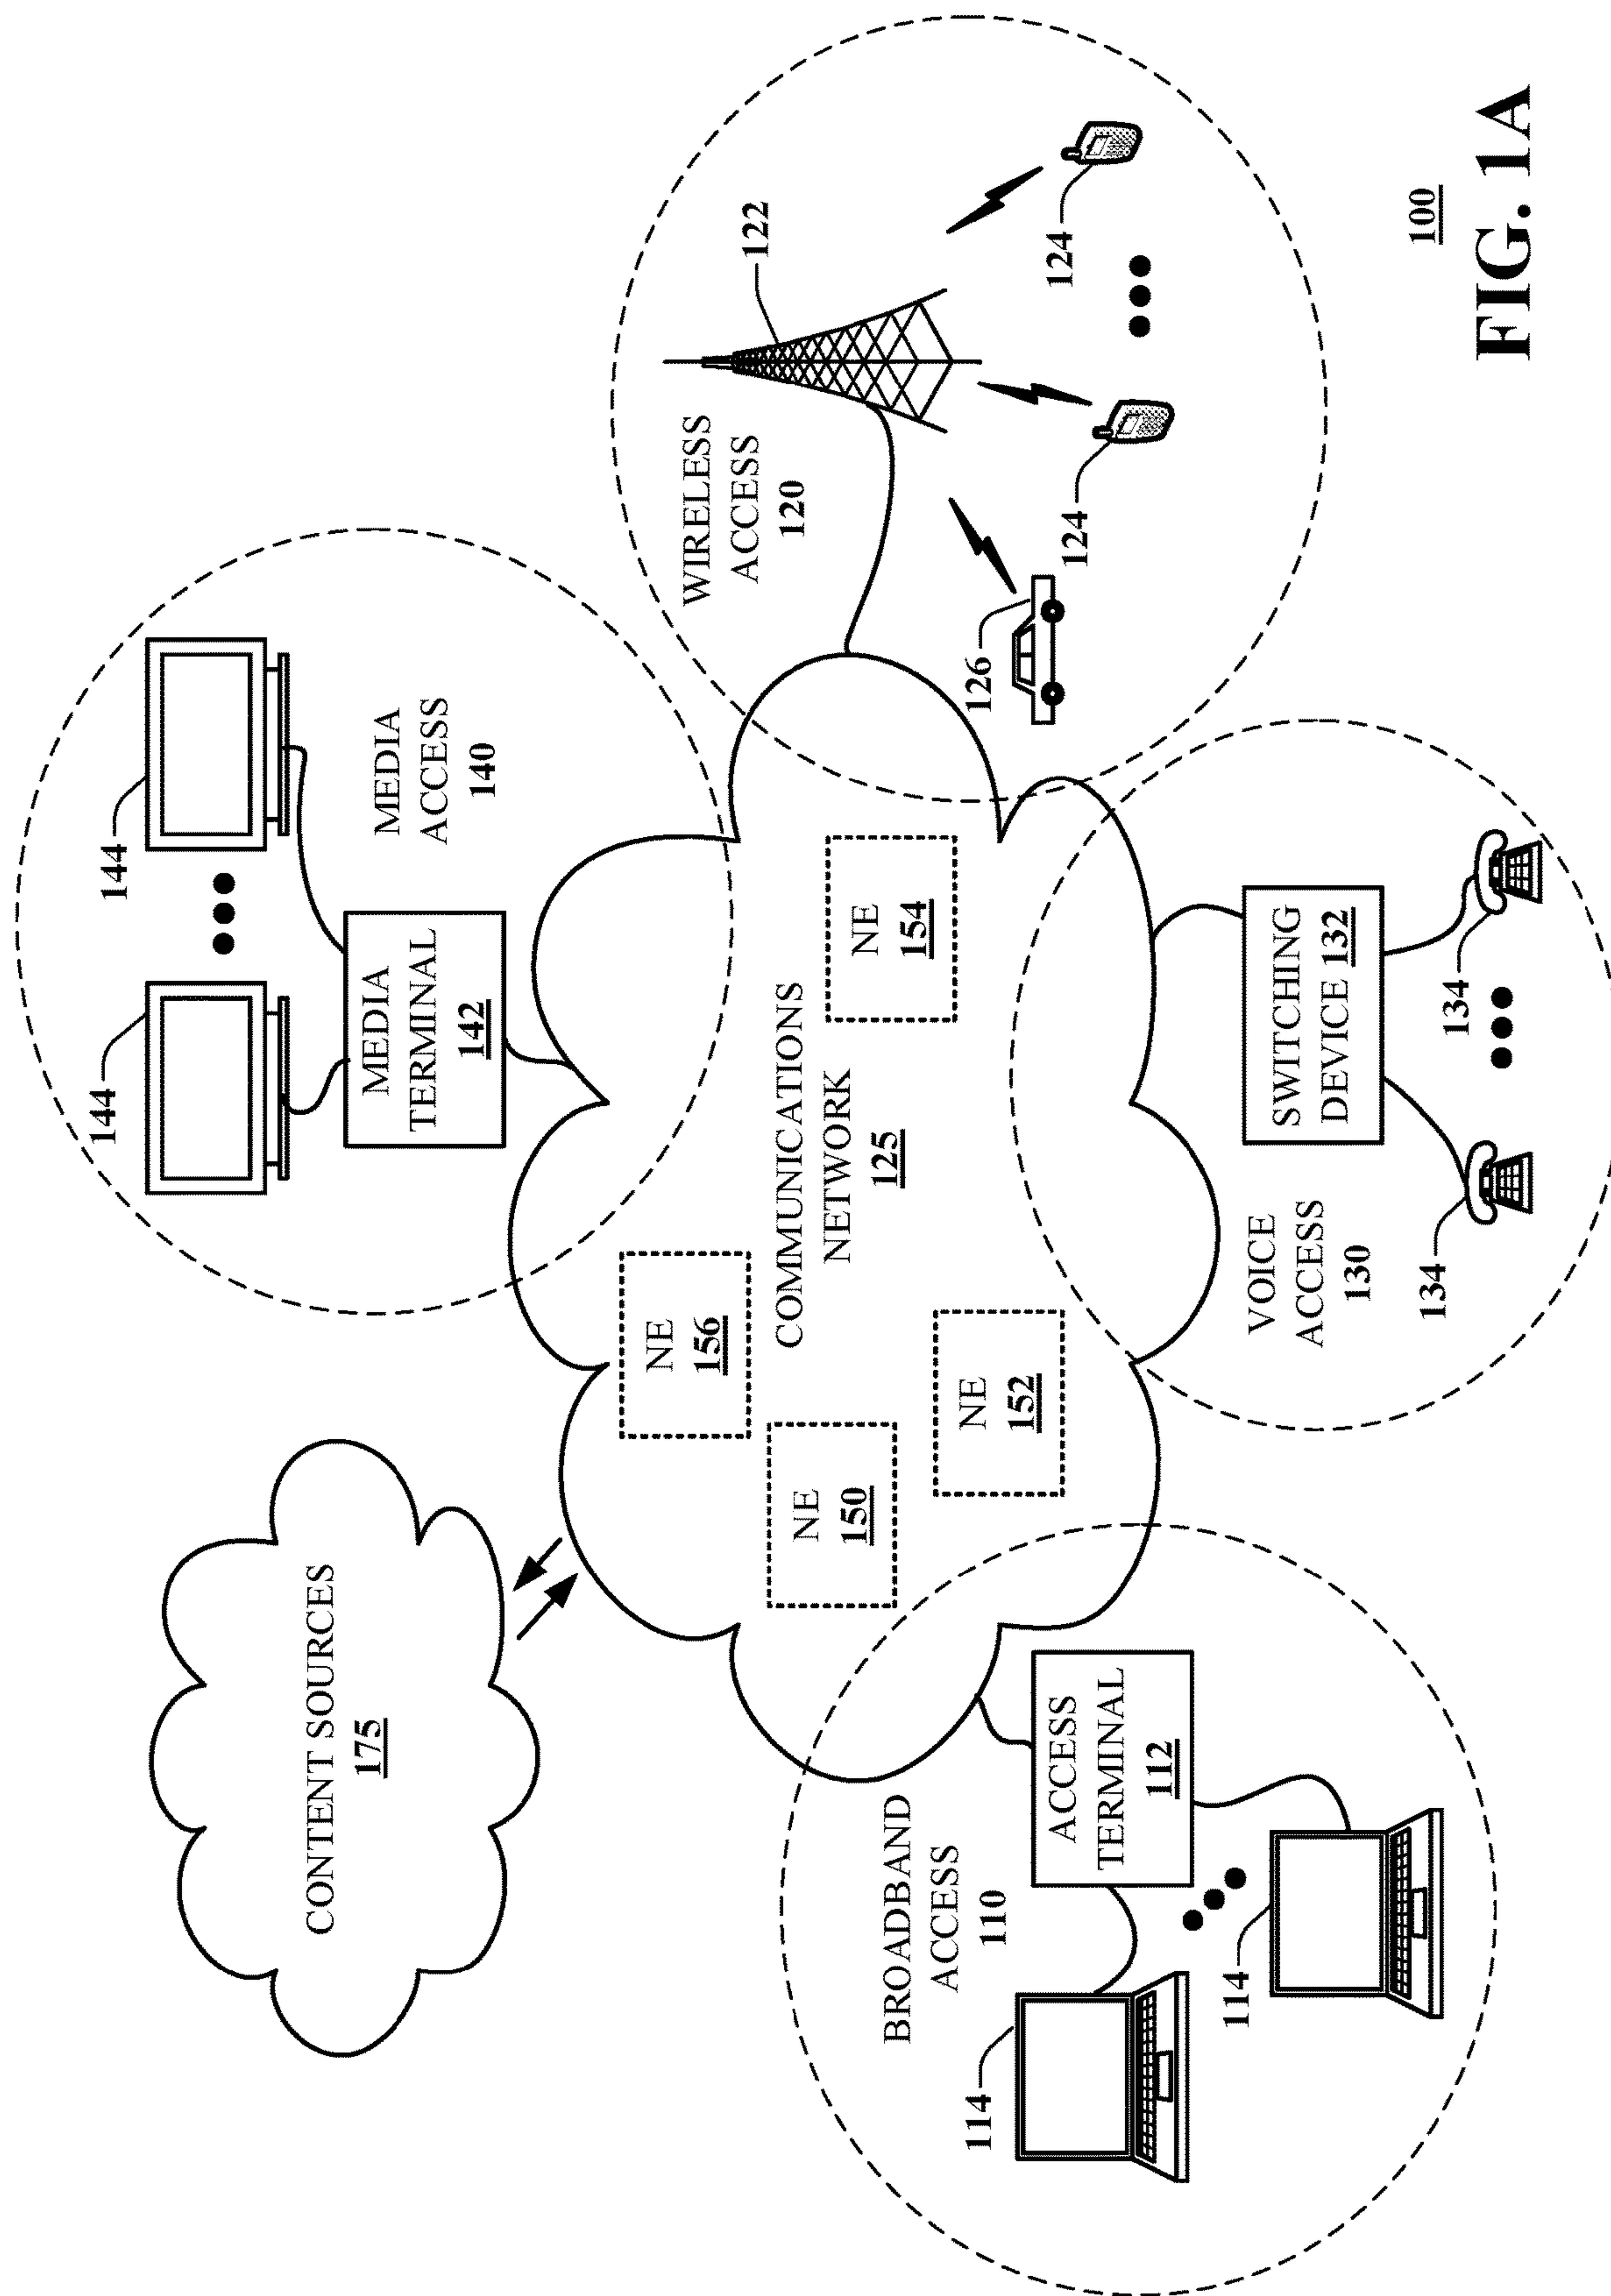 CONTENT SOURCES
175
144
144
MEDIA
TERMINAL
142
MEDIA
ACCESS
140
WIRELESS
ACCESS
120
122
124
124
126
COMMUNICATIONS
NETWORK
125
NE
156
NE
150
NE
152
NE
154
BROADBAND
ACCESS
110
ACCESS
TERMINAL
112
114
114
VOICE
ACCESS
130
SWITCHING
DEVICE 132
134
134
100
FIG. 1A